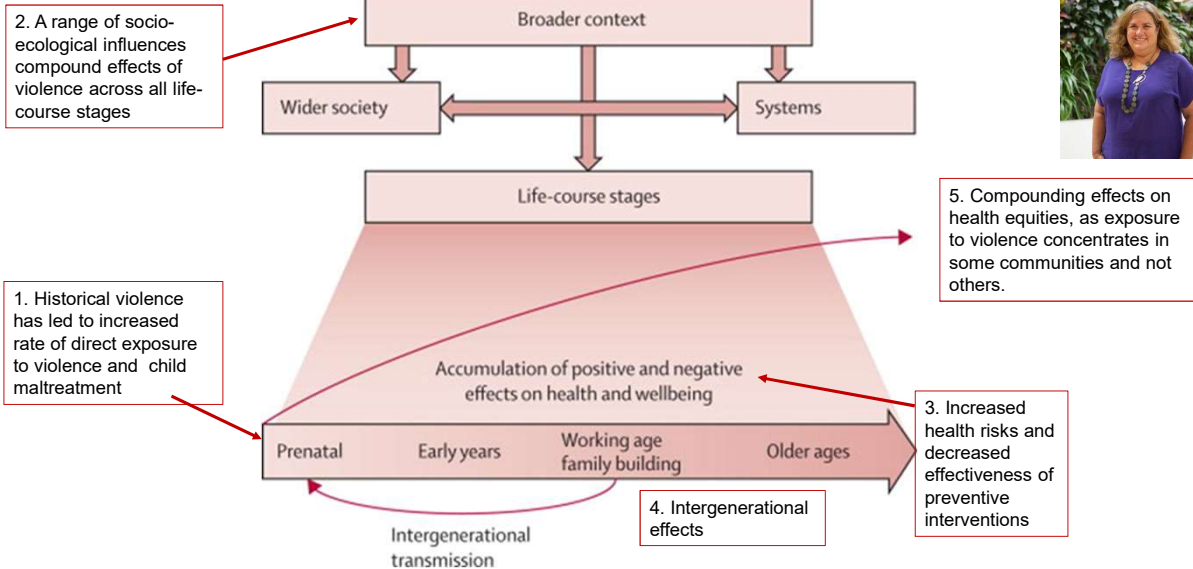 2. A range of socio-
ecological influences
compound effects of
violence across all life-
course stages
Broader context
Wider society
Systems
Life-course stages
5. Compounding effects on
health equities, as exposure
to violence concentrates in
some communities and not
others.
1. Historical violence
has led to increased
rate of direct exposure
to violence and  child
maltreatment
Accumulation of positive and negative
effects on health and wellbeing
Prenatal
Early years
Working age
family building
Older ages
3. Increased
health risks and
decreased
effectiveness of
preventive
interventions
4. Intergenerational
effects
Intergenerational
transmission